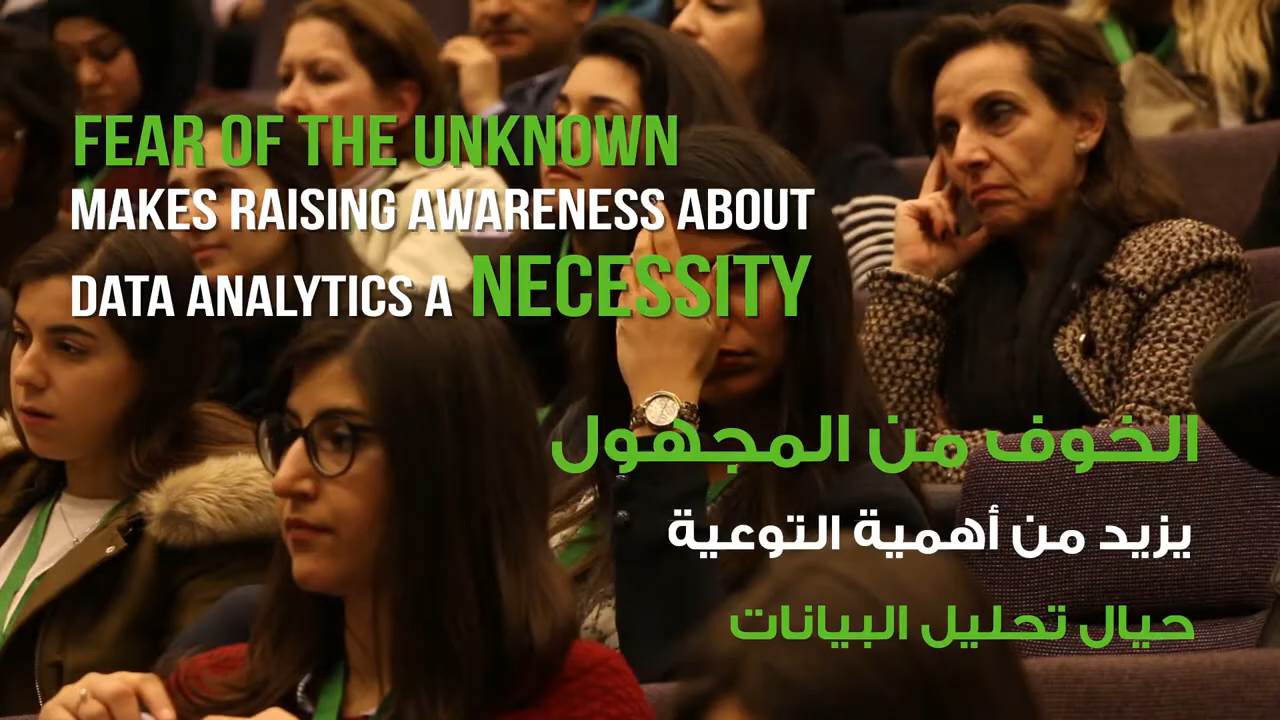 FEAR OF THE UNKNOWN
MAKES RAISING AWARENESS ABOUT
DATA ANALYTICS A NECESSITY
الخوف من المجهول
يزيد من أهمية التوعية
حيال تحليل البيانات